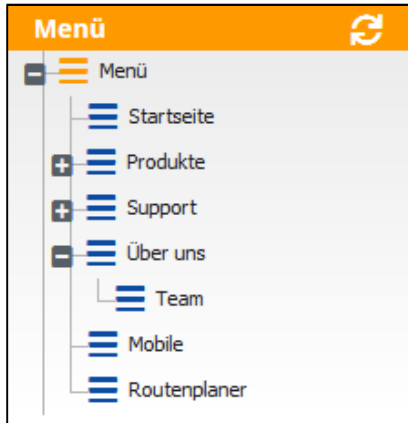 Menü
Menü
Startseite
Produkte
Support
Über uns
Team
Mobile
Routenplaner